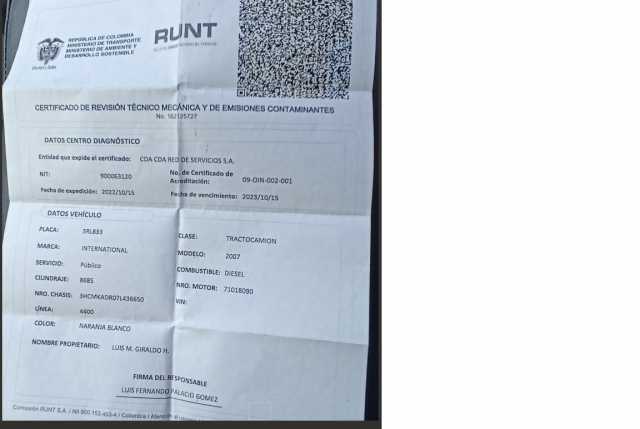 REPÚBLICA DE COLOMBIA
MINISTERIO DE TRANSPORTE
MINISTERIO DE AMBIENTE Y
DESARROLLO SOSTENIBLE
RUNT
CERTIFICADO DE REVISIÓN TÉCNICO MECÁNICA Y DE EMISIONES CONTAMINANTES
No.
DATOS CENTRO DIAGNÓSTICO
Entidad que expide el certificado: CDA CDA RED DE SERVICIOS S.A.
NIT: 900063120 No. de Certificado de Acreditación: 09-OIN-002-001
Fecha de expedición: 2022/10/15 Fecha de vencimiento: 2023/10/15
DATOS VEHÍCULO
PLACA: SRL833 CLASE: TRACTOCAMION
MARCA: INTERNATIONAL MODELO: 2007
SERVICIO: Público COMBUSTIBLE: DIESEL
CILINDRAJE: 8685 NRO. MOTOR: 71018090
NRO. CHASIS: 3HCMKADR07L436650 VIN:
LÍNEA: 4400
COLOR: NARANJA BLANCO
NOMBRE PROPIETARIO: LUIS M. GIRALDO H.
FIRMA DEL RESPONSABLE
LUIS FERNANDO PALACIO GOMEZ
Concesión RUNT S.A. / Nit 900.153.453-4 / Colombia /